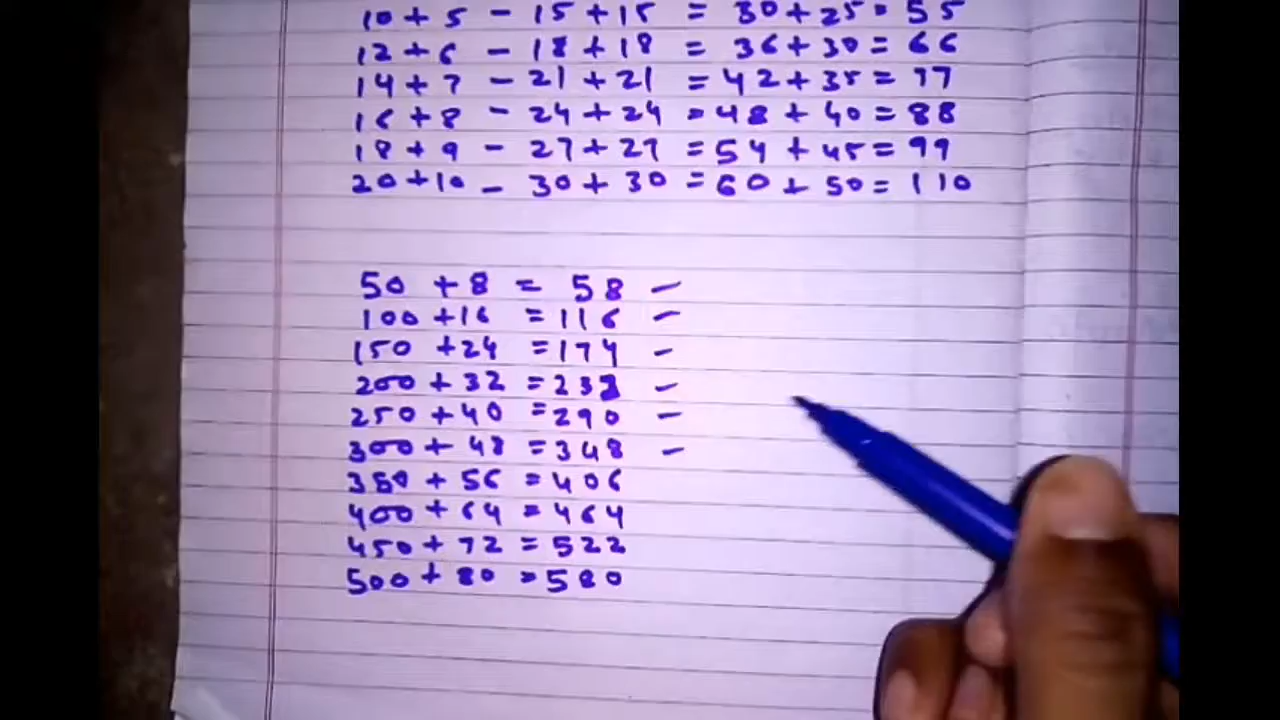 10 + 5 - 15 + 15 = 30 + 25 = 55
12 + 6 - 18 + 18 = 36 + 30 = 66
14 + 7 - 21 + 21 = 42 + 35 = 77
16 + 8 - 24 + 24 = 48 + 40 = 88
18 + 9 - 27 + 27 = 54 + 45 = 99
20 + 10 - 30 + 30 = 60 + 50 = 110
50 + 8 = 58 -
100 + 16 = 116 -
150 + 24 = 174 -
200 + 32 = 232 -
250 + 40 = 290 -
300 + 48 = 348 -
350 + 56 = 406
400 + 64 = 464
450 + 72 = 522
500 + 80 = 580